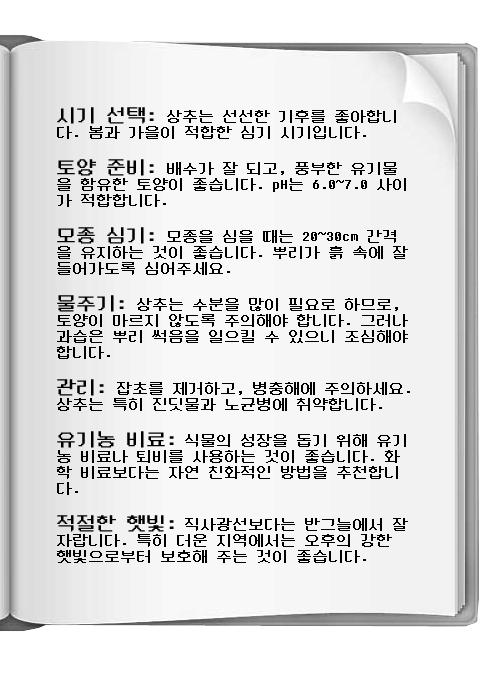 시기 선택: 상추는 선선한 기후를 좋아합니
다. 봄과 가을이 적합한 심기 시기입니다.
토양 준비: 배수가 잘 되고, 풍부한 유기물
을 함유한 토양이 좋습니다. pH는 6.0~7.0 사이
가 적합합니다.
모종 심기: 모종을 심을 때는 20~30cm 간격
을 유지하는 것이 좋습니다. 뿌리가 흙 속에 잘
들어가도록 심어주세요.
물주기: 상추는 수분을 많이 필요로 하므로,
토양이 마르지 않도록 주의해야 합니다. 그러나
과습은 뿌리 썩음을 일으킬 수 있으니 조심해야
합니다.
관리: 잡초를 제거하고, 병충해에 주의하세요.
상추는 특히 진딧물과 노균병에 취약합니다.
유기농 비료: 식물의 성장을 돕기 위해 유기
농 비료나 퇴비를 사용하는 것이 좋습니다. 화
학 비료보다는 자연 친화적인 방법을 추천합니
다.
적절한 햇빛: 직사광선보다는 반그늘에서 잘
자랍니다. 특히 더운 지역에서는 오후의 강한
햇빛으로부터 보호해 주는 것이 좋습니다.